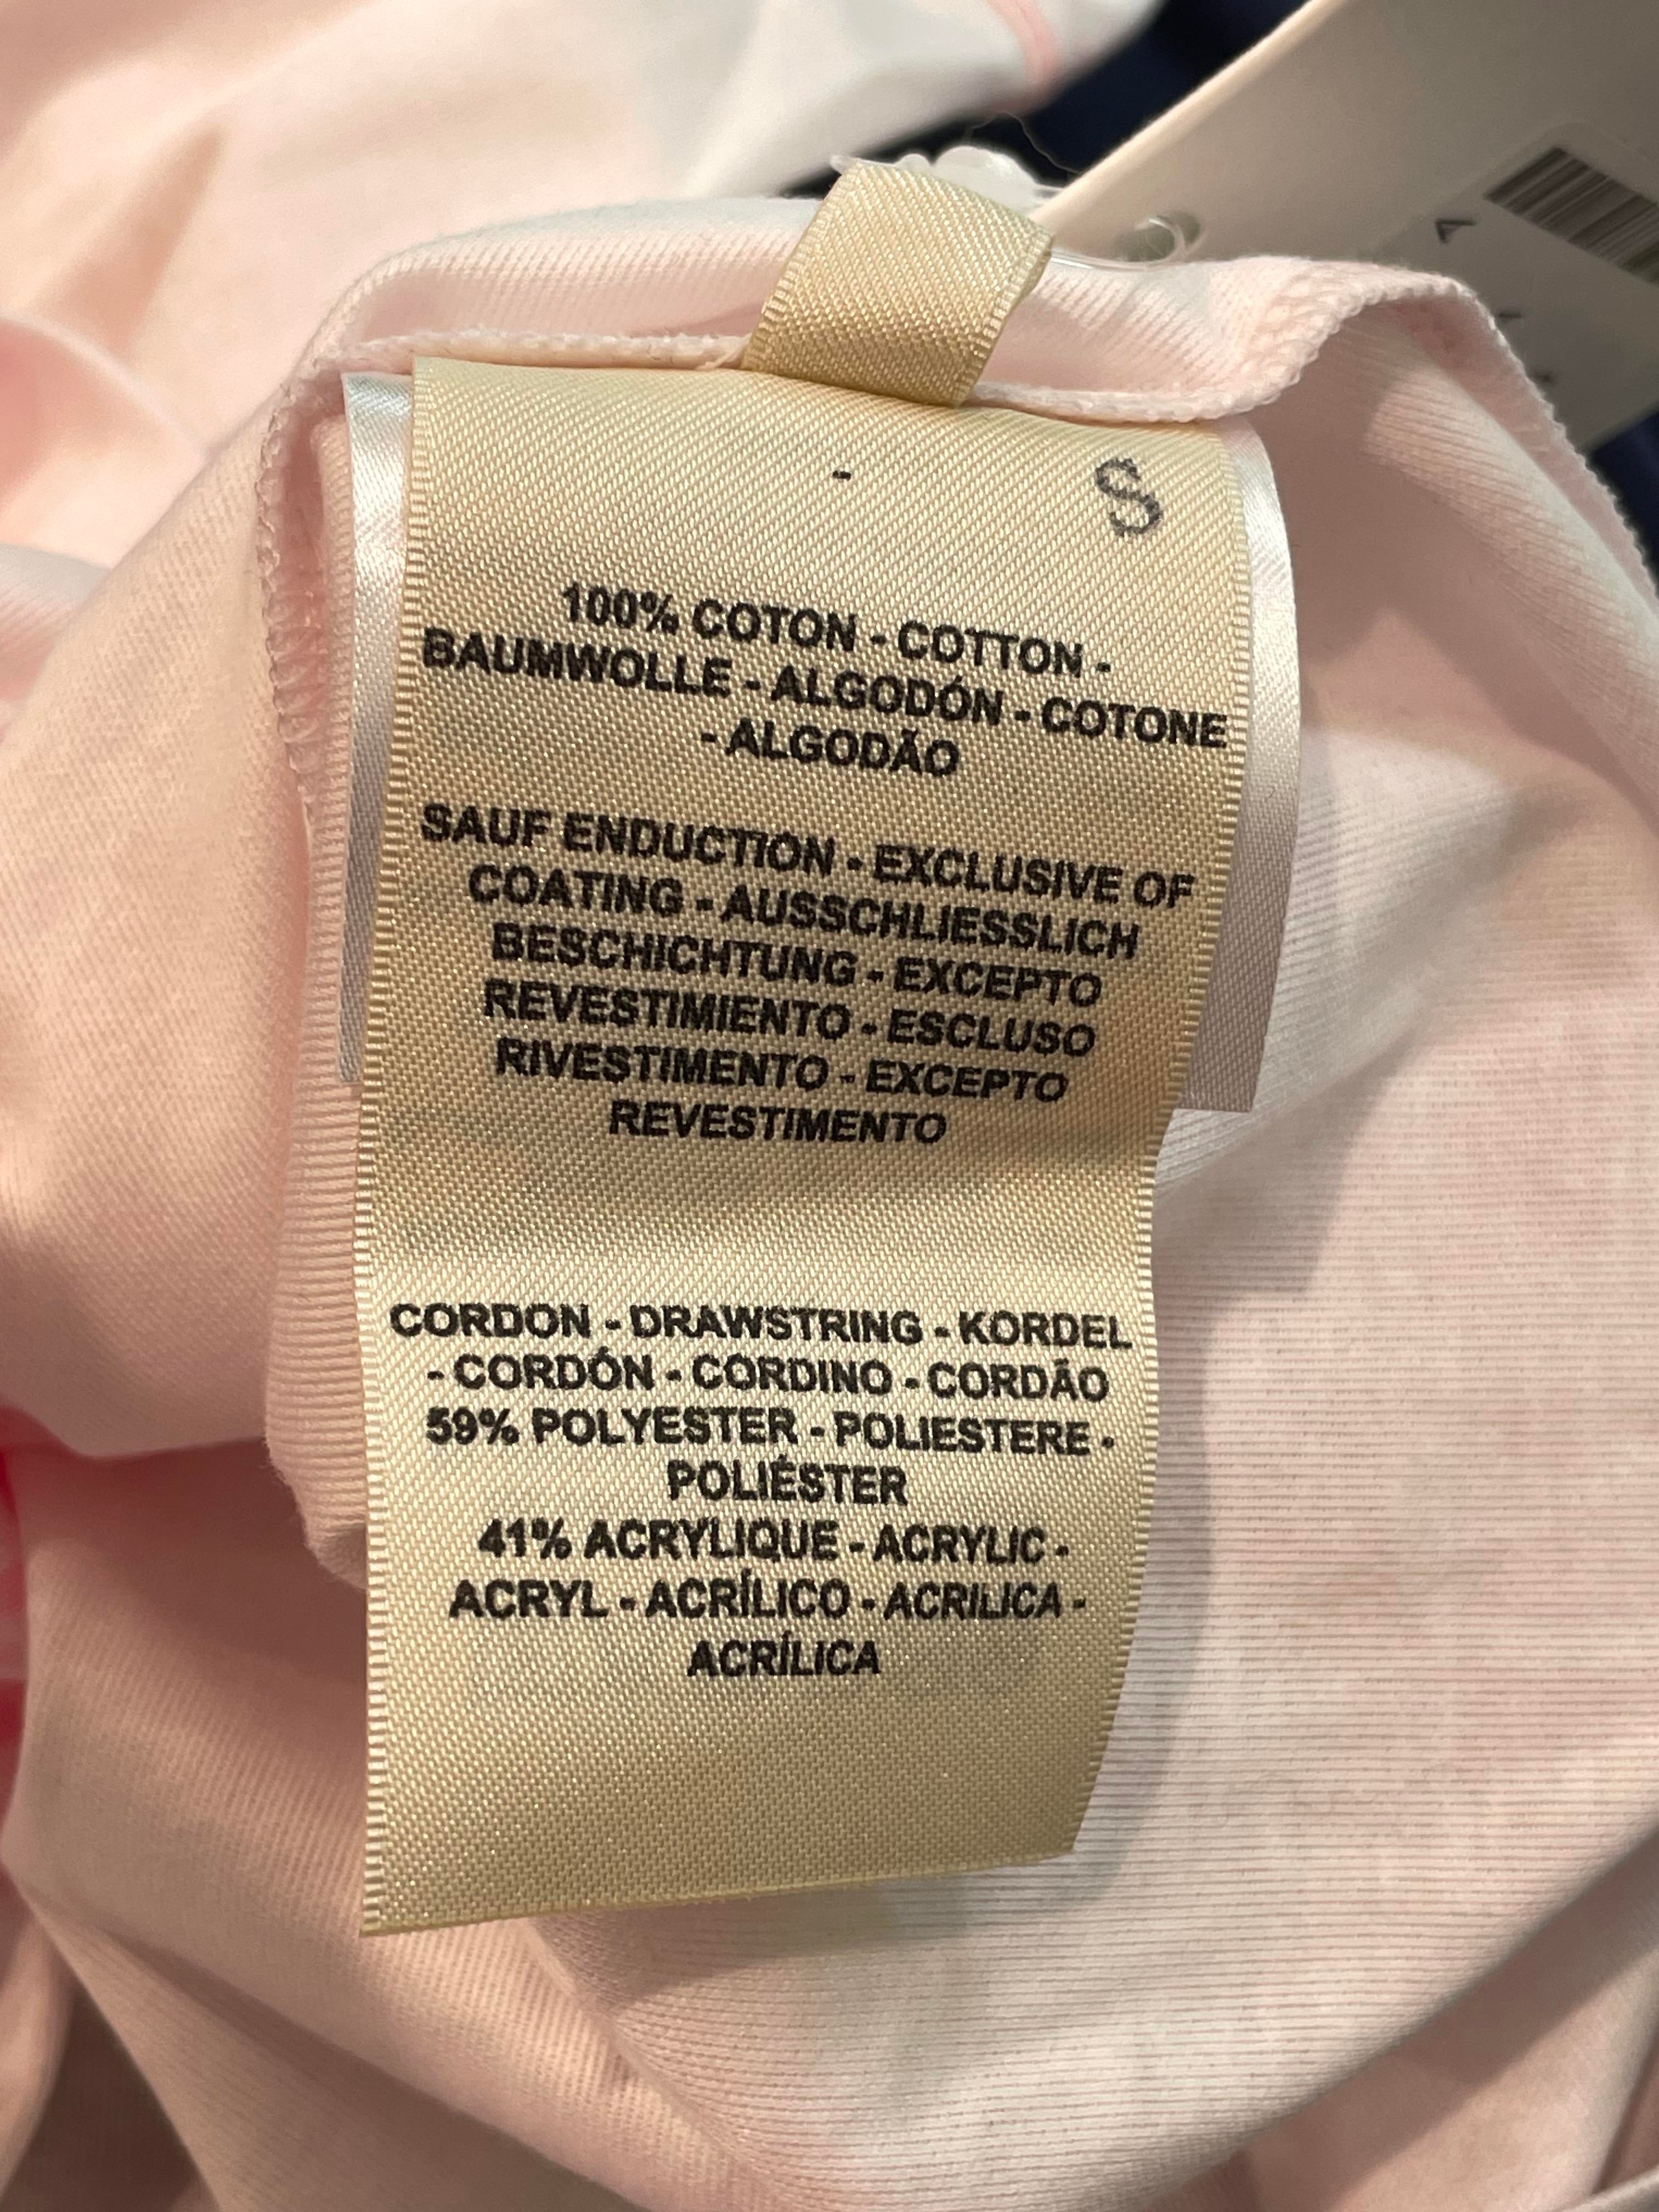 - S
100% COTON - COTTON -
BAUMWOLLE - ALGODÓN - COTONE
- ALGODÃO
SAUF ENDUCTION - EXCLUSIVE OF
COATING - AUSSCHLIESSLICH
BESCHICHTUNG - EXCEPTO
REVESTIMIENTO - ESCLUSO
RIVESTIMENTO - EXCEPTO
REVESTIMENTO
CORDON - DRAWSTRING - KORDEL
- CORDÓN - CORDINO - CORDÃO
59% POLYESTER - POLIESTERE -
POLIÉSTER
41% ACRYLIQUE - ACRYLIC -
ACRYL - ACRÍLICO - ACRILICA -
ACRÍLICA